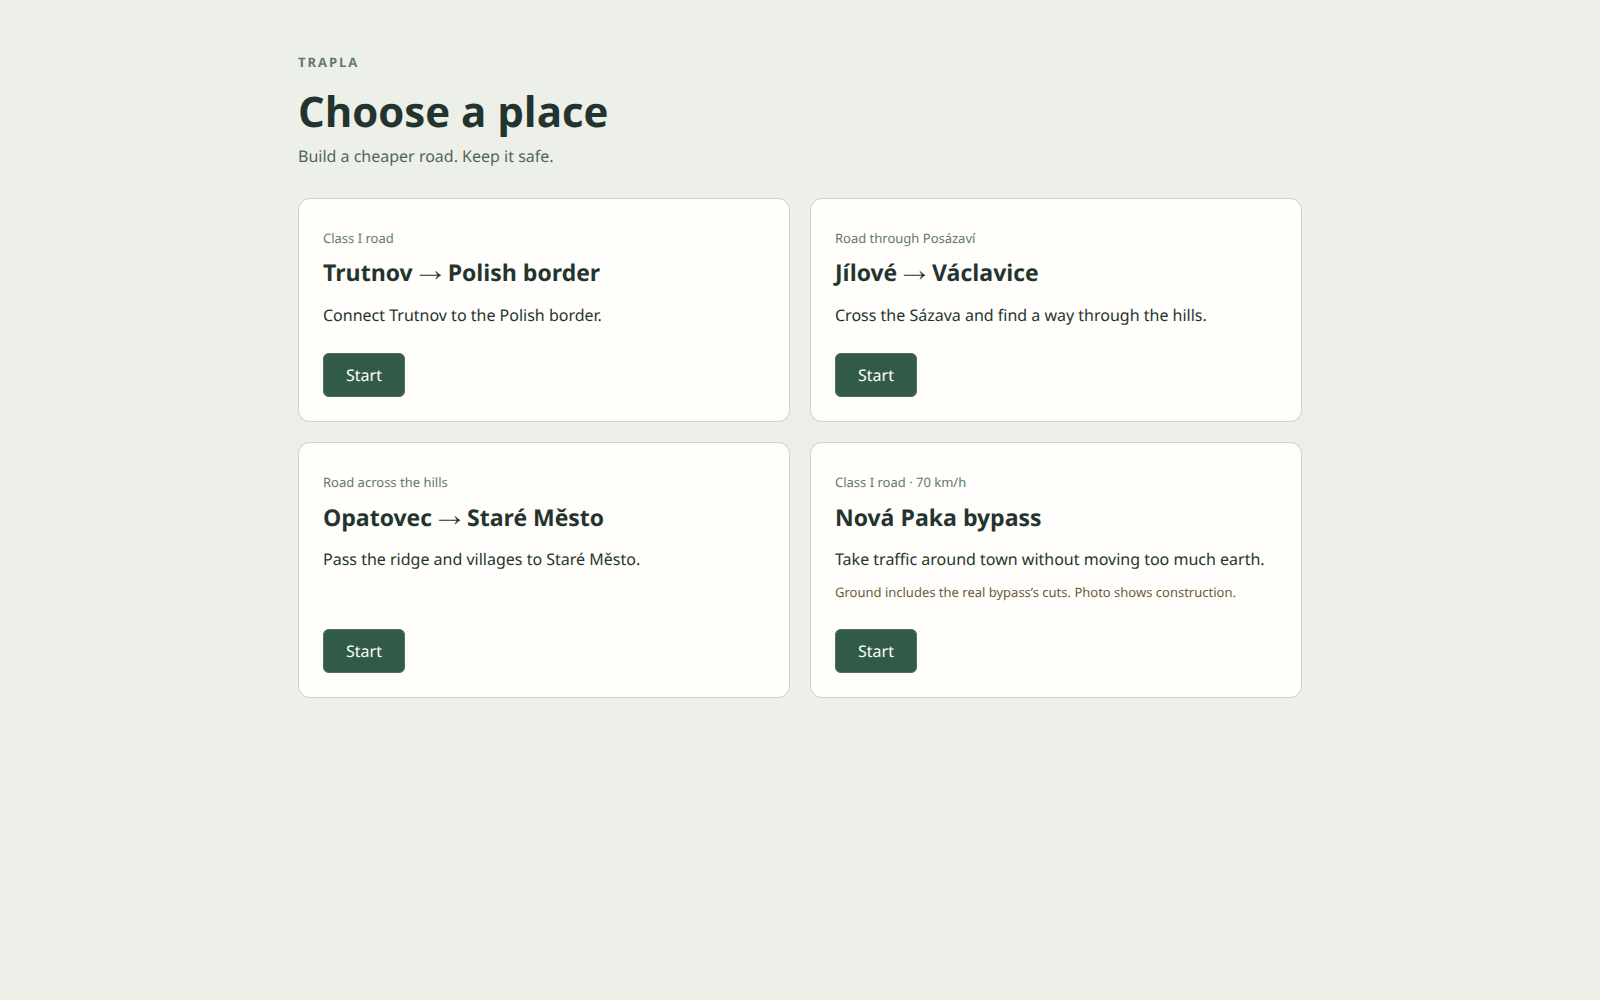 TRAPLA
Choose a place
Build a cheaper road. Keep it safe.
Class I road
Trutnov → Polish border
Connect Trutnov to the Polish border.
Start
Road through Posázaví
Jílové → Václavice
Cross the Sázava and find a way through the hills.
Start
Road across the hills
Opatovec → Staré Město
Pass the ridge and villages to Staré Město.
Start
Class I road · 70 km/h
Nová Paka bypass
Take traffic around town without moving too much earth.
Ground includes the real bypass’s cuts. Photo shows construction.
Start